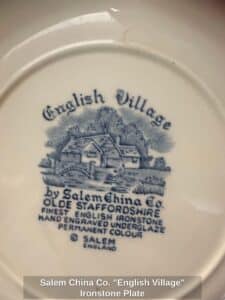 English Village
by Salem China Co.
OLDE STAFFORDSHIRE
FINEST ENGLISH IRONSTONE
HAND ENGRAVED UNDERGLAZE
PERMANENT COLOUR
© SALEM
ENGLAND
Salem China Co. "English Village"
Ironstone Plate